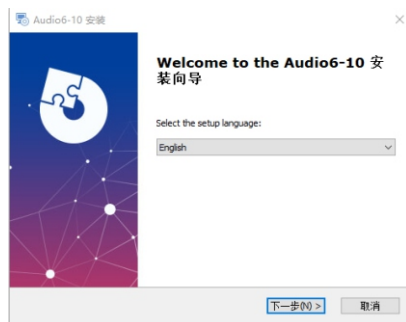 Audio6-10 安装
Welcome to the Audio6-10 安
装向导
Select the setup language:
English
下一步(N) >
取消